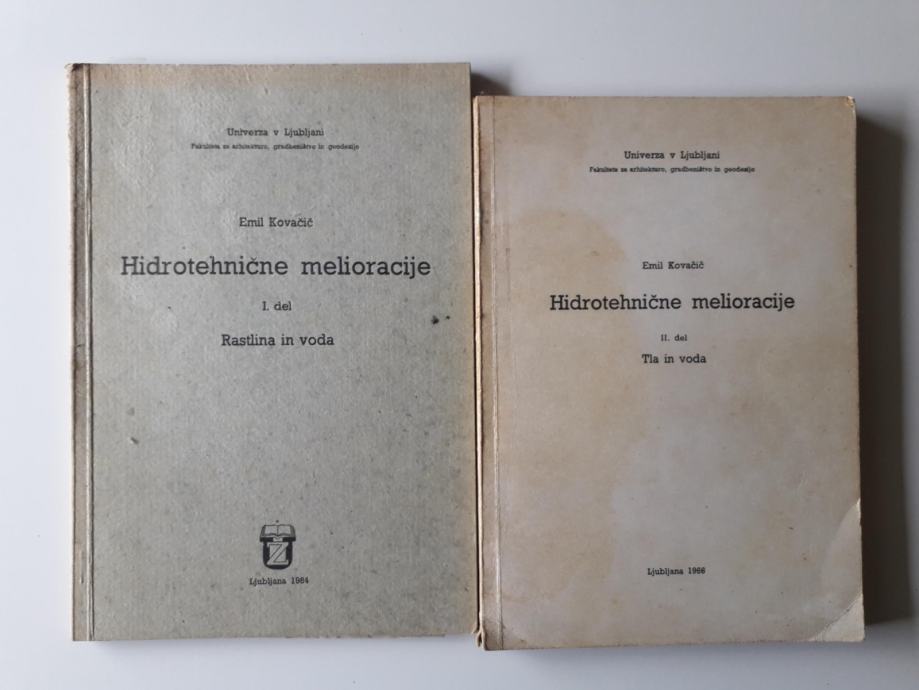 Univerza v Ljubljani
Fakulteta za arhitekturo, gradbeništvo in geodezijo
Emil Kovačič
Hidrotehnične melioracije
I. del
Rastlina in voda
Z
Ljubljana 1964
Univerza v Ljubljani
Fakulteta za arhitekturo, gradbeništvo in geodezijo
Emil Kovačič
Hidrotehnične melioracije
II. del
Tla in voda
Ljubljana 1966